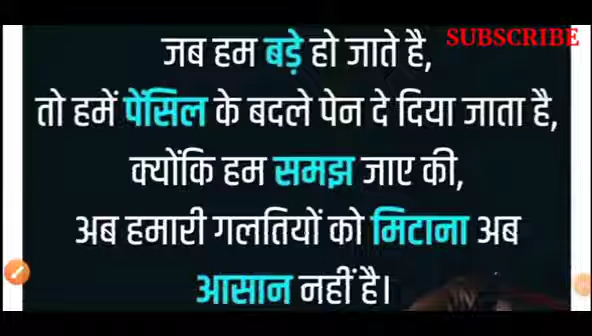 SUBSCRIBE
जब हम बड़े हो जाते है,
तो हमें पेंसिल के बदले पेन दे दिया जाता है,
क्योंकि हम समझ जाए की,
अब हमारी गलतियों को मिटाना अब
आसान नहीं है।